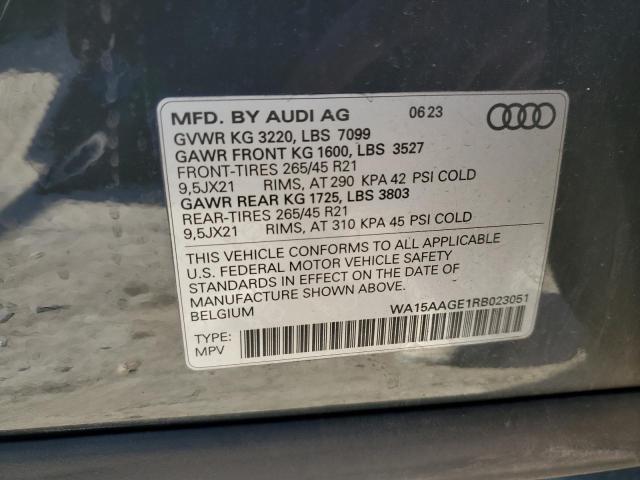 MFD. BY AUDI AG 06 23
GVWR KG 3220, LBS 7099
GAWR FRONT KG 1600, LBS 3527
FRONT-TIRES 265/45 R21
9,5JX21 RIMS, AT 290 KPA 42 PSI COLD
GAWR REAR KG 1725, LBS 3803
REAR-TIRES 265/45 R21
9,5JX21 RIMS, AT 310 KPA 45 PSI COLD
THIS VEHICLE CONFORMS TO ALL APPLICABLE
U.S. FEDERAL MOTOR VEHICLE SAFETY
STANDARDS IN EFFECT ON THE DATE OF
MANUFACTURE SHOWN ABOVE.
BELGIUM WA15AAGE1RB023051
TYPE:
MPV